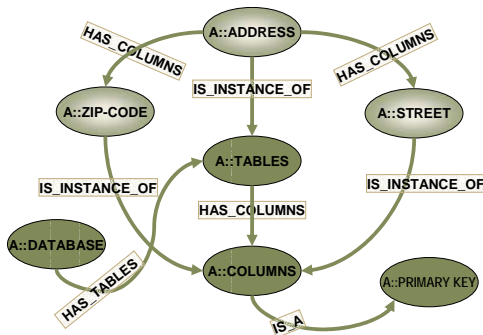 A::ADDRESS
HAS_COLUMNS
HAS_COLUMNS
IS_INSTANCE_OF
A::ZIP-CODE
A::STREET
A::TABLES
IS_INSTANCE_OF
IS_INSTANCE_OF
HAS_COLUMNS
A::DATABASE
HAS_TABLES
A::COLUMNS
A::PRIMARY KEY
IS_A